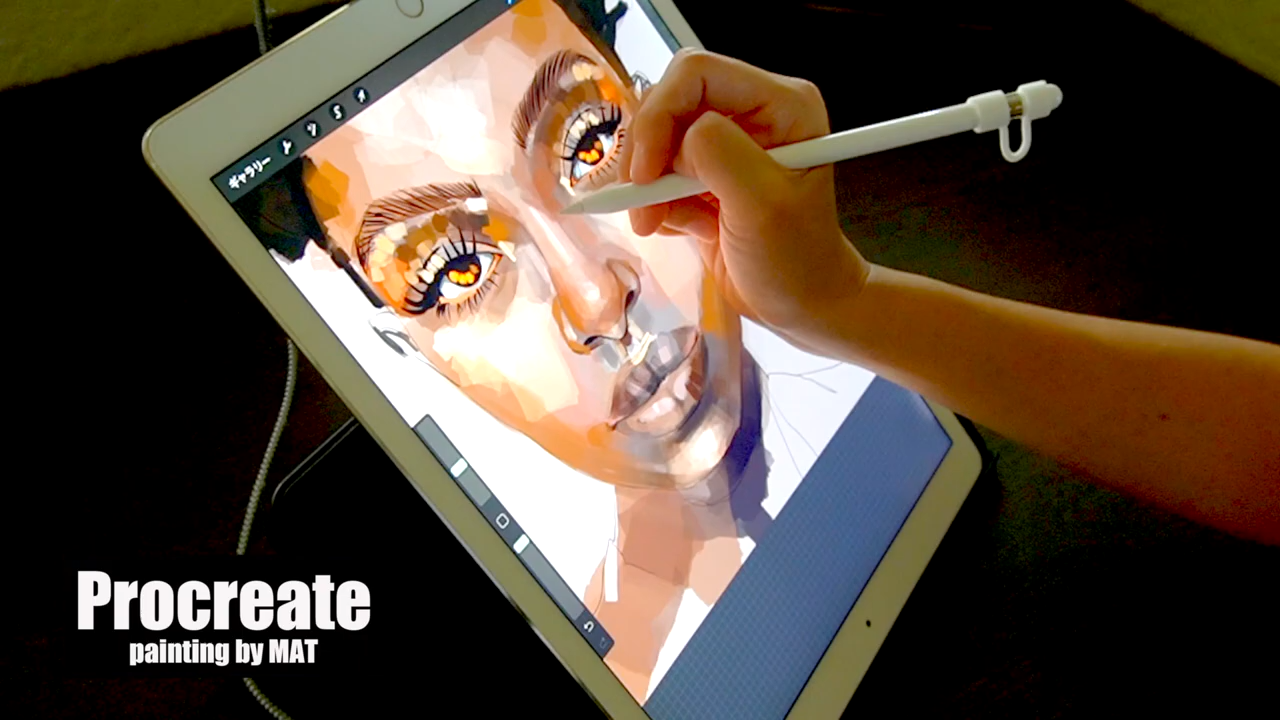 ギャラリー
Procreate
painting by MAT